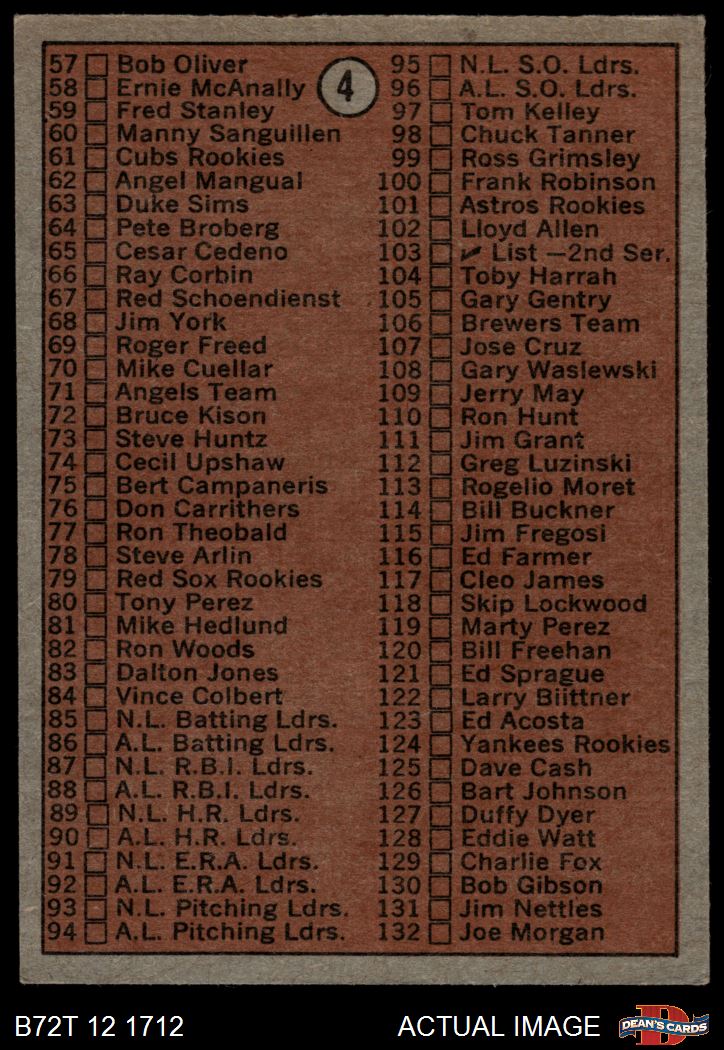 4
57 Bob Oliver
58 Ernie McAnally
59 Fred Stanley
60 Manny Sanguillen
61 Cubs Rookies
62 Angel Mangual
63 Duke Sims
64 Pete Broberg
65 Cesar Cedeno
66 Ray Corbin
67 Red Schoendienst
68 Jim York
69 Roger Freed
70 Mike Cuellar
71 Angels Team
72 Bruce Kison
73 Steve Huntz
74 Cecil Upshaw
75 Bert Campaneris
76 Don Carrithers
77 Ron Theobald
78 Steve Arlin
79 Red Sox Rookies
80 Tony Perez
81 Mike Hedlund
82 Ron Woods
83 Dalton Jones
84 Vince Colbert
85 N.L. Batting Ldrs.
86 A.L. Batting Ldrs.
87 N.L. R.B.I. Ldrs.
88 A.L. R.B.I. Ldrs.
89 N.L. H.R. Ldrs.
90 A.L. H.R. Ldrs.
91 N.L. E.R.A. Ldrs.
92 A.L. E.R.A. Ldrs.
93 N.L. Pitching Ldrs.
94 A.L. Pitching Ldrs.
95 N.L. S.O. Ldrs.
96 A.L. S.O. Ldrs.
97 Tom Kelley
98 Chuck Tanner
99 Ross Grimsley
100 Frank Robinson
101 Astros Rookies
102 Lloyd Allen
103 ✔ List—2nd Ser.
104 Toby Harrah
105 Gary Gentry
106 Brewers Team
107 Jose Cruz
108 Gary Waslewski
109 Jerry May
110 Ron Hunt
111 Jim Grant
112 Greg Luzinski
113 Rogelio Moret
114 Bill Buckner
115 Jim Fregosi
116 Ed Farmer
117 Cleo James
118 Skip Lockwood
119 Marty Perez
120 Bill Freehan
121 Ed Sprague
122 Larry Biittner
123 Ed Acosta
124 Yankees Rookies
125 Dave Cash
126 Bart Johnson
127 Duffy Dyer
128 Eddie Watt
129 Charlie Fox
130 Bob Gibson
131 Jim Nettles
132 Joe Morgan
B72T 12 1712
ACTUAL IMAGE
D
DEAN'S CARDS